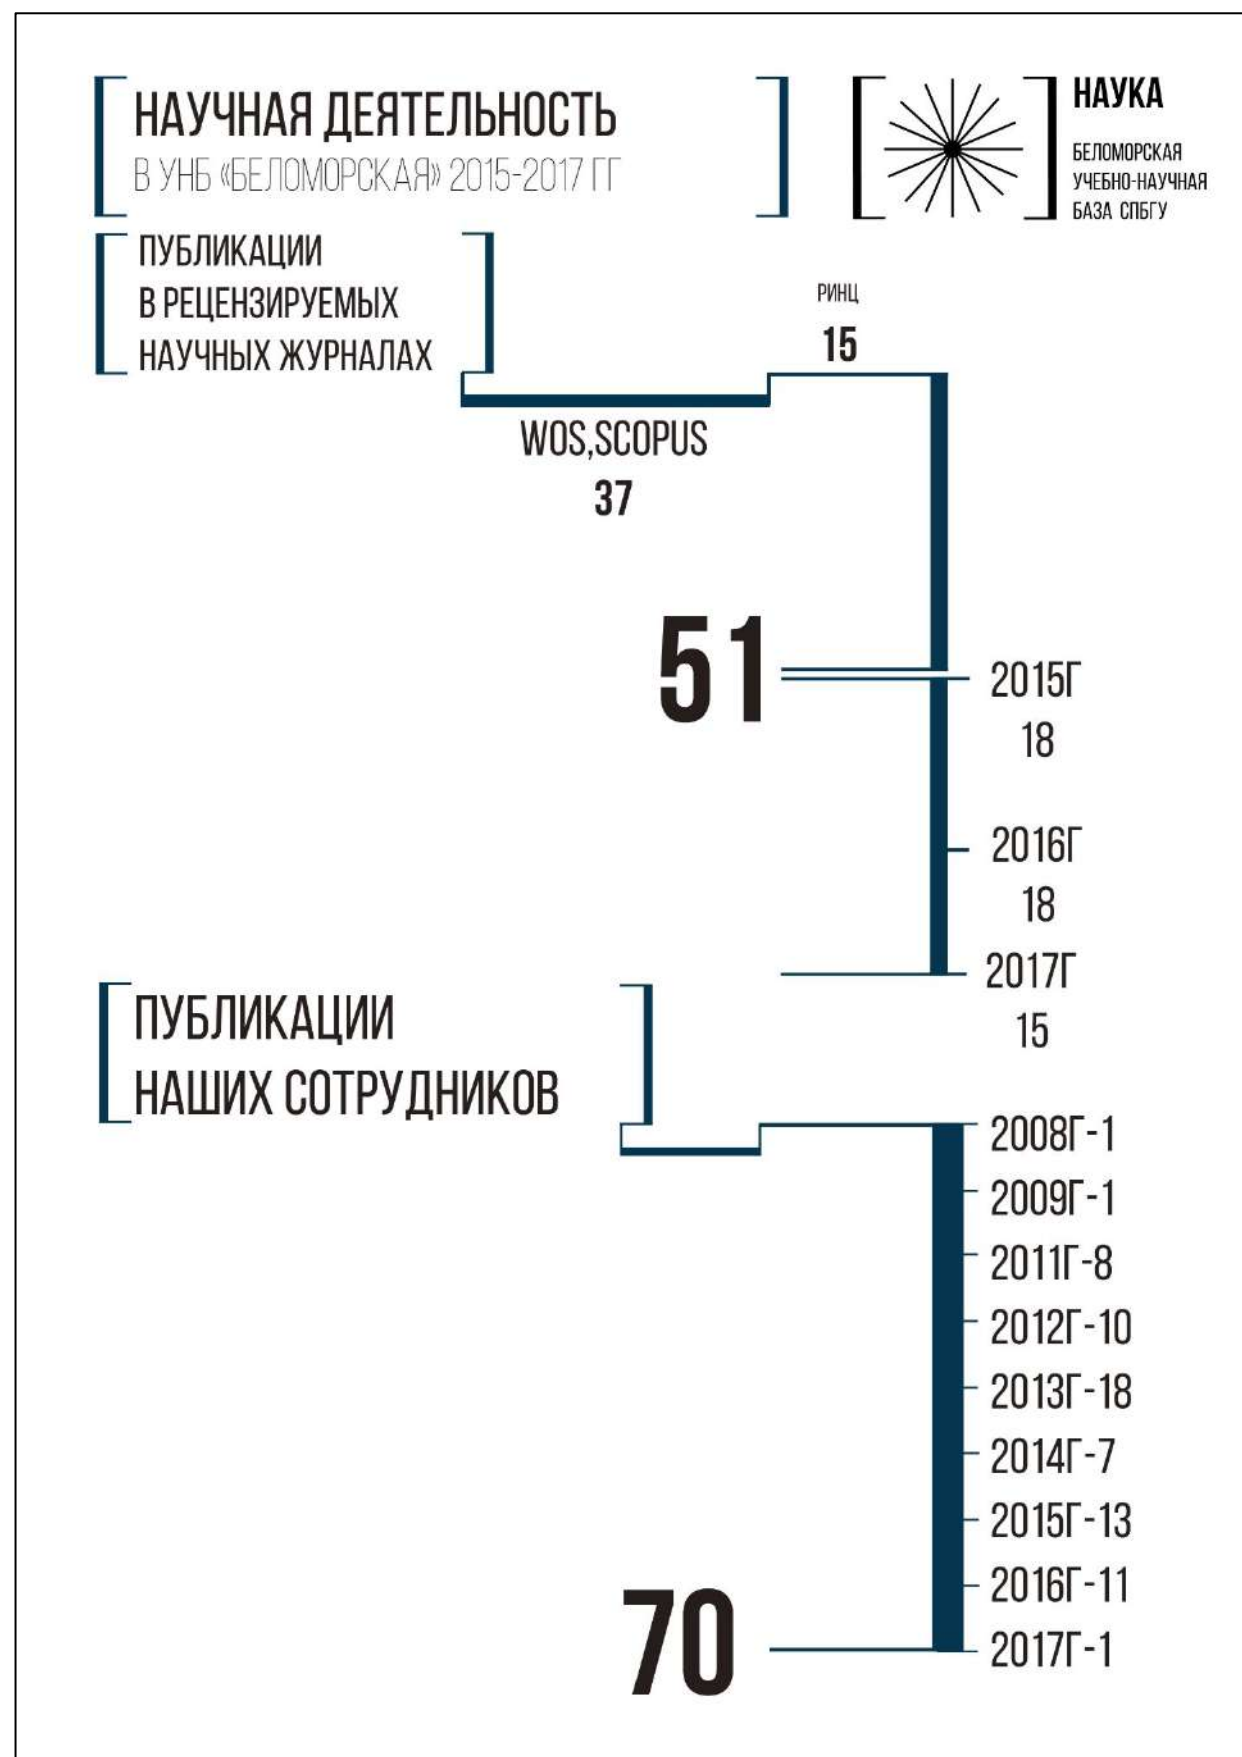 НАУЧНАЯ ДЕЯТЕЛЬНОСТЬ
В УНБ «БЕЛОМОРСКАЯ» 2015-2017 ГГ
НАУКА
БЕЛОМОРСКАЯ
УЧЕБНО-НАУЧНАЯ
БАЗА СПБГУ
ПУБЛИКАЦИИ
В РЕЦЕНЗИРУЕМЫХ
НАУЧНЫХ ЖУРНАЛАХ
РИНЦ
15
WOS,SCOPUS
37
51
2015Г
18
2016Г
18
2017Г
15
ПУБЛИКАЦИИ
НАШИХ СОТРУДНИКОВ
2008Г-1
2009Г-1
2011Г-8
2012Г-10
2013Г-18
2014Г-7
2015Г-13
2016Г-11
2017Г-1
70